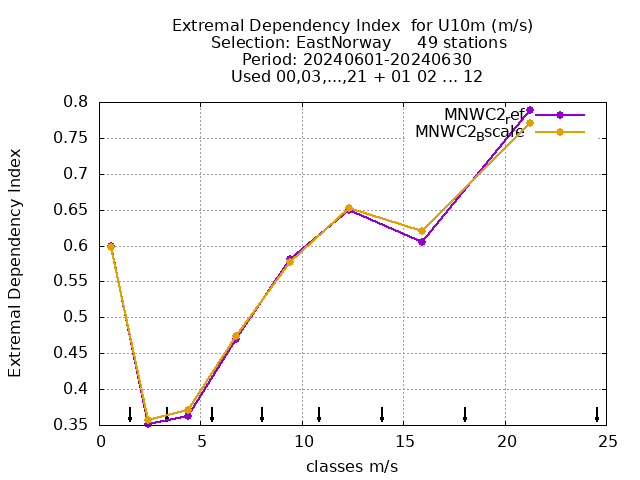 Extremal Dependency Index  for U10m (m/s)
Selection: EastNorway     49 stations
Period: 20240601-20240630
Used 00,03,...,21 + 01 02 ... 12
MNWC2ref
MNWC2Bscale
Extremal Dependency Index
0.8
0.75
0.7
0.65
0.6
0.55
0.5
0.45
0.4
0.35
0 5 10 15 20 25
classes m/s